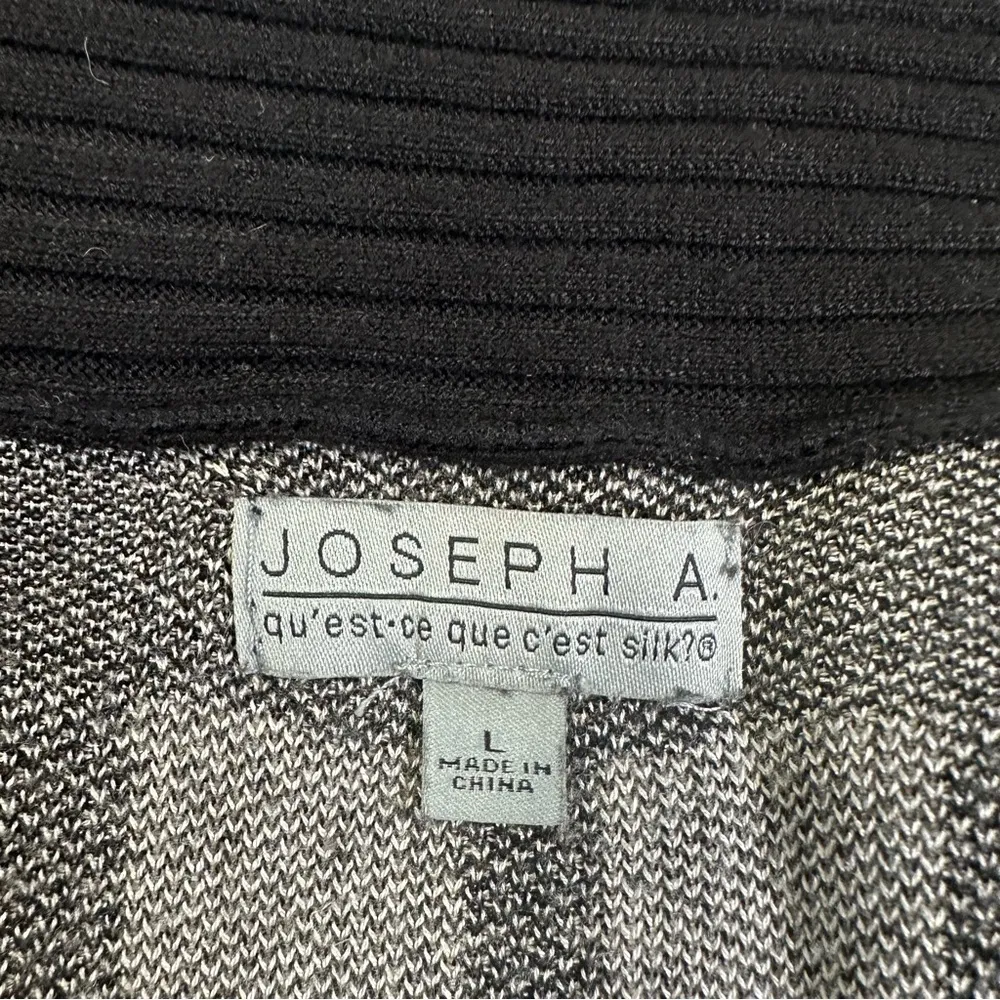 JOSEPH A.
qu'est·ce que c'est silk?®
L
MADE IN
CHINA